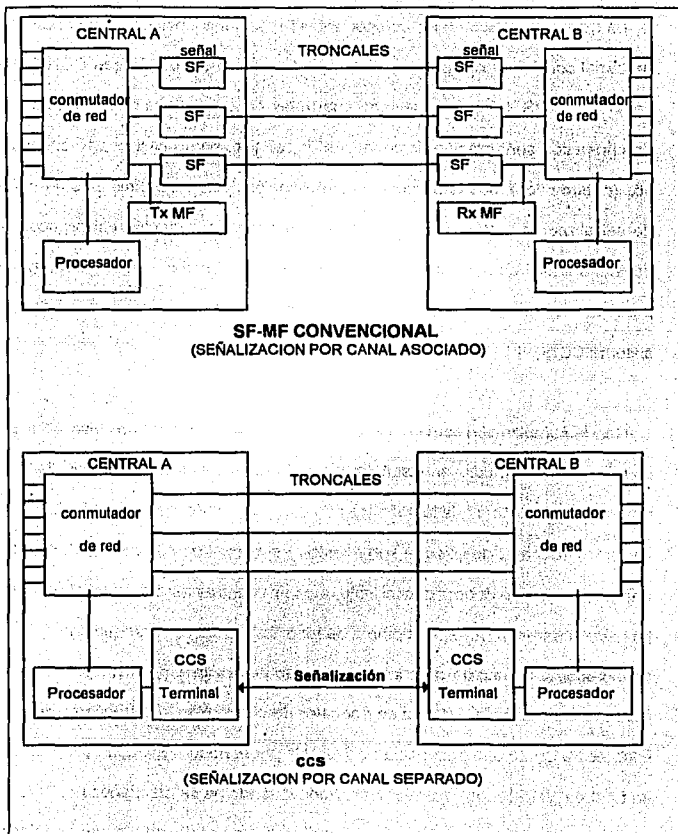 CENTRAL A
señal
TRONCALES
señal
CENTRAL B
SF
SF
conmutador
de red
conmutador
de red
SF
SF
SF
SF
Tx MF
Rx MF
Procesador
Procesador
SF-MF CONVENCIONAL
(SEÑALIZACION POR CANAL ASOCIADO)
CENTRAL A
TRONCALES
CENTRAL B
conmutador
de red
conmutador
de red
CCS
Terminal
Señalización
CCS
Terminal
Procesador
Procesador
CCS
(SEÑALIZACION POR CANAL SEPARADO)